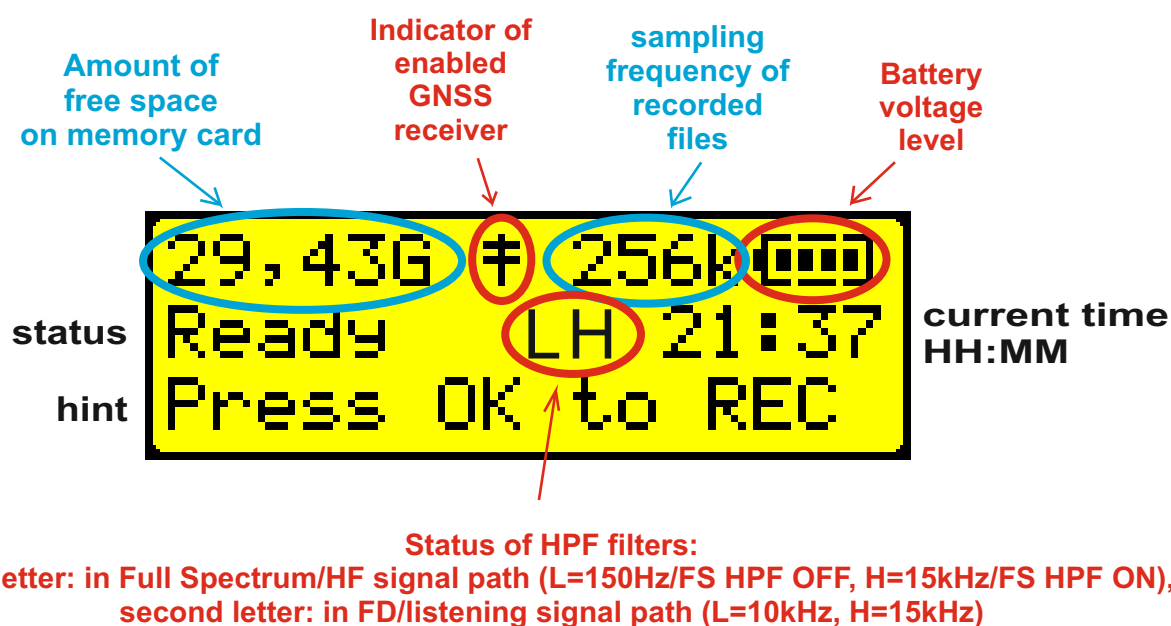 Amount of
free space
on memory card
Indicator of
enabled
GNSS
receiver
sampling
frequency of
recorded
files
Battery
voltage
level
29,43G 256k
status
Ready LH 21:37
current time
HH:MM
hint
Press OK to REC
Status of HPF filters:
etter: in Full Spectrum/HF signal path (L=150Hz/FS HPF OFF, H=15kHz/FS HPF ON),
second letter: in FD/listening signal path (L=10kHz, H=15kHz)